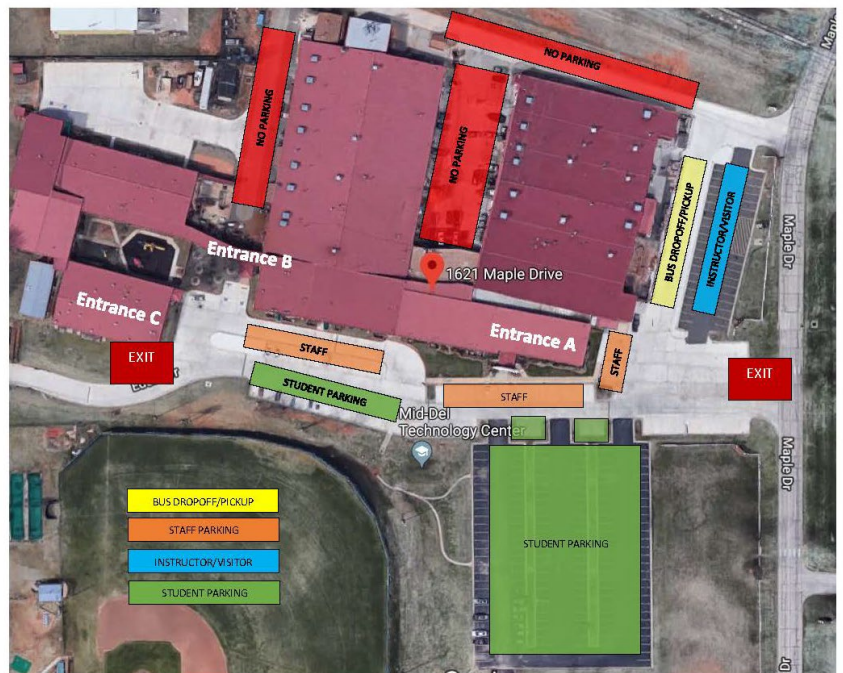 NO PARKING
NO PARKING
NO PARKING
Maple Dr
BUS DROPOFF/PICKUP
INSTRUCTOR/VISITOR
Entrance B
1621 Maple Drive
Entrance C
Entrance A
EXIT
STAFF
STAFF
EXIT
STUDENT PARKING
STAFF
Mid-Del
Technology Center
Maple Dr
BUS DROPOFF/PICKUP
STAFF PARKING
INSTRUCTOR/VISITOR
STUDENT PARKING
STUDENT PARKING